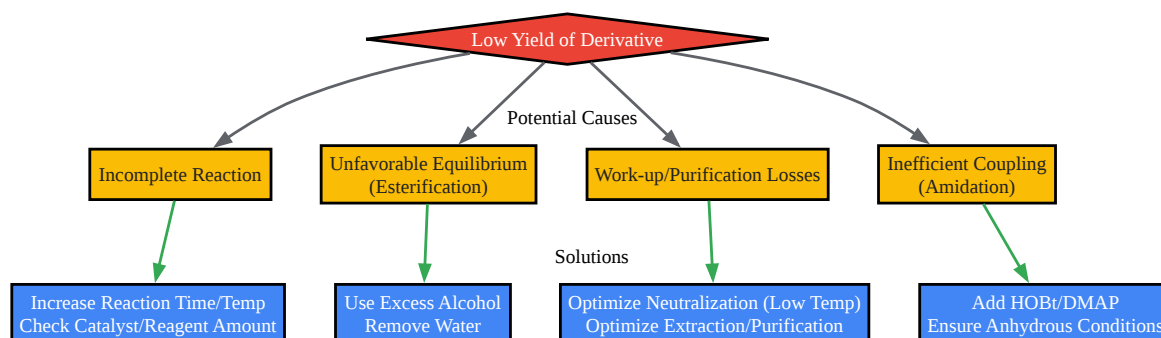 Low Yield of Derivative
Potential Causes
Incomplete Reaction
Unfavorable Equilibrium
(Esterification)
Work-up/Purification Losses
Inefficient Coupling
(Amidation)
Solutions
Increase Reaction Time/Temp
Check Catalyst/Reagent Amount
Use Excess Alcohol
Remove Water
Optimize Neutralization (Low Temp)
Optimize Extraction/Purification
Add HOBt/DMAP
Ensure Anhydrous Conditions